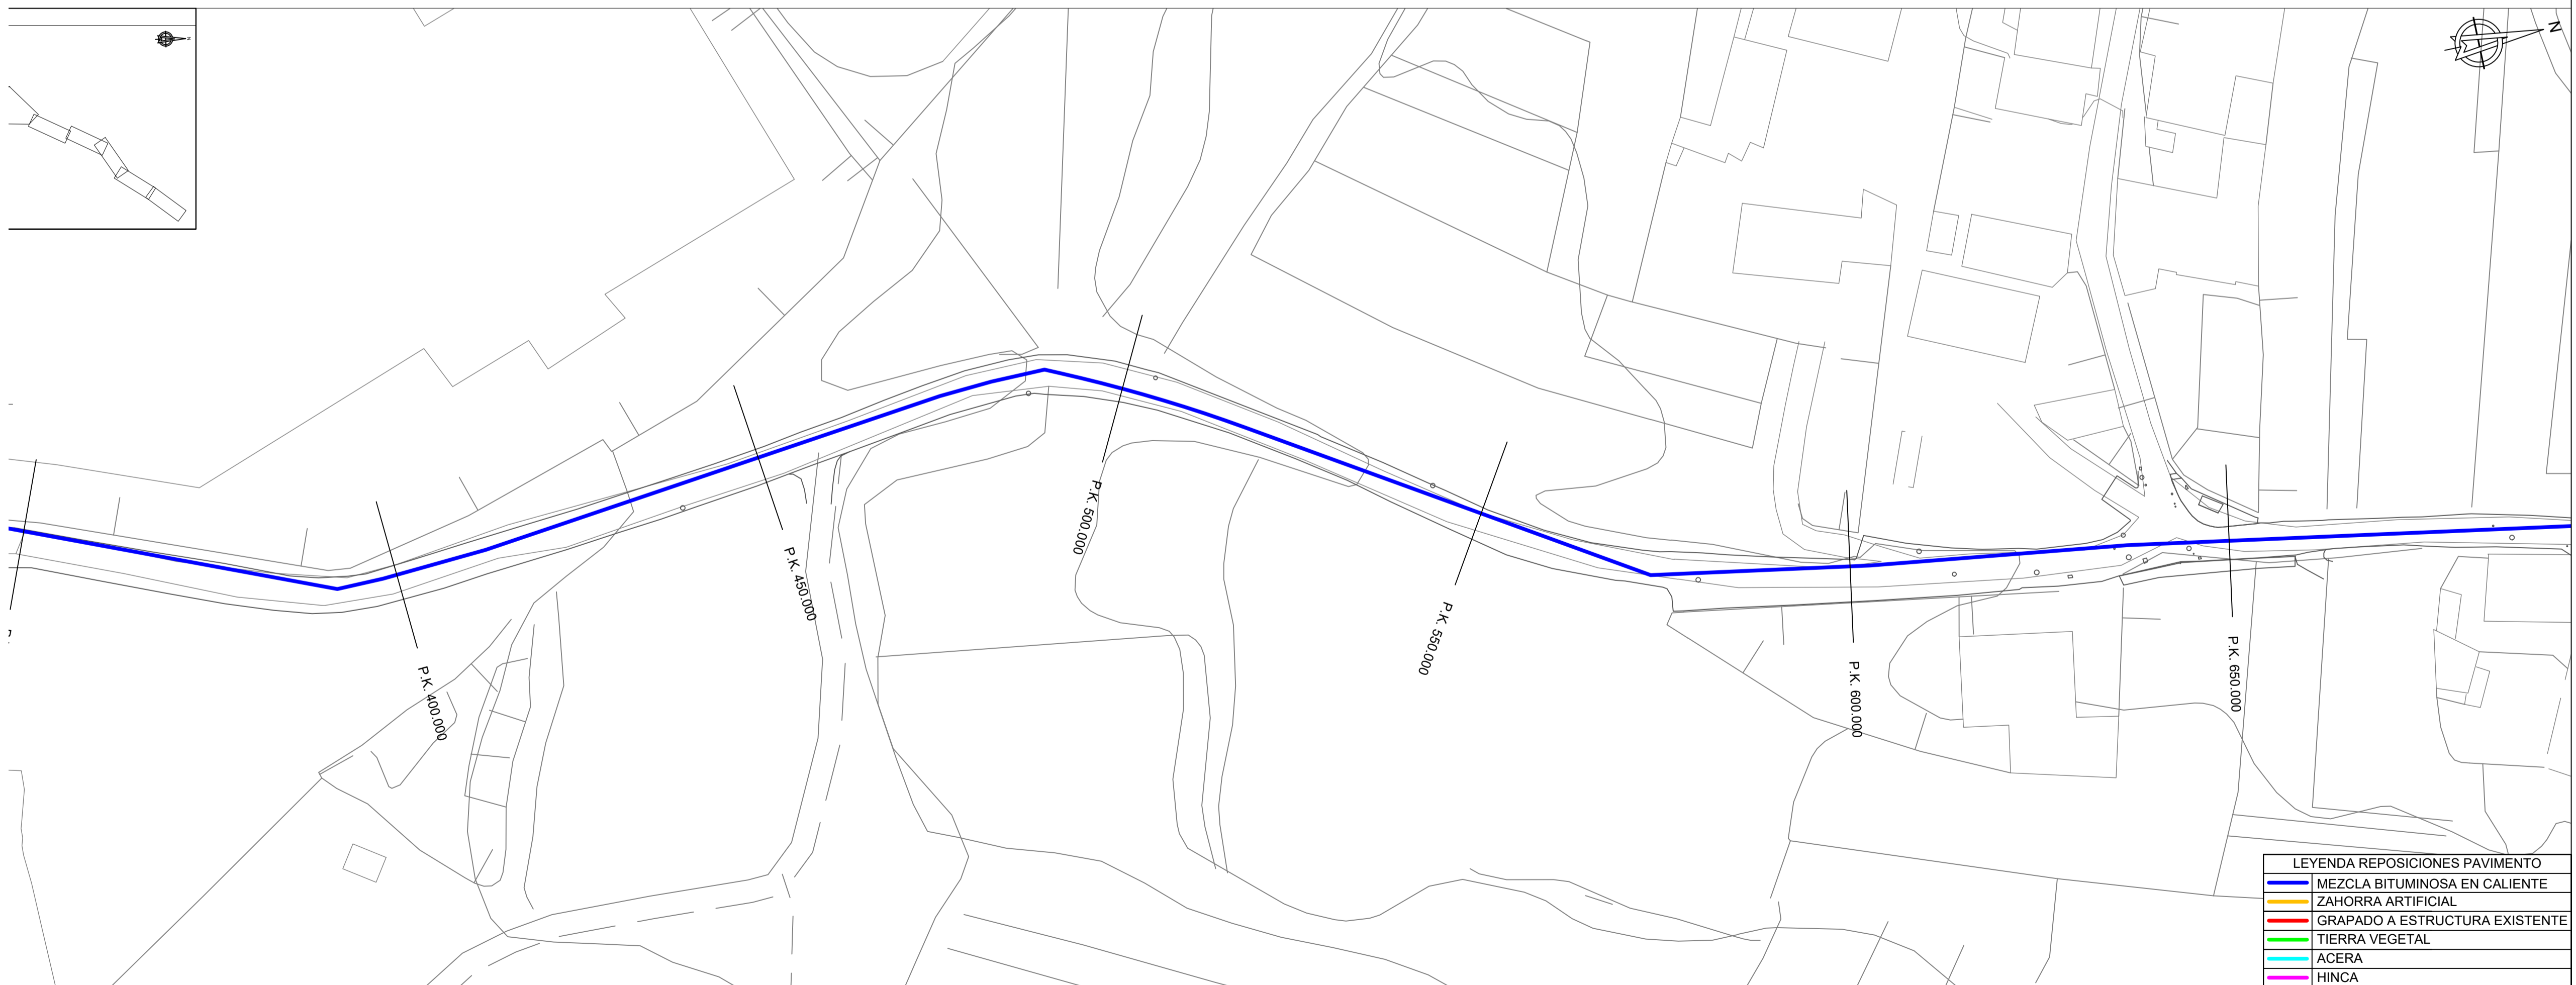 N
N
P.K. 400.000
P.K. 450.000
P.K. 500.000
P.K. 550.000
P.K. 600.000
P.K. 650.000
LEYENDA REPOSICIONES PAVIMENTO
MEZCLA BITUMINOSA EN CALIENTE
ZAHORRA ARTIFICIAL
GRAPADO A ESTRUCTURA EXISTENTE
TIERRA VEGETAL
ACERA
HINCA